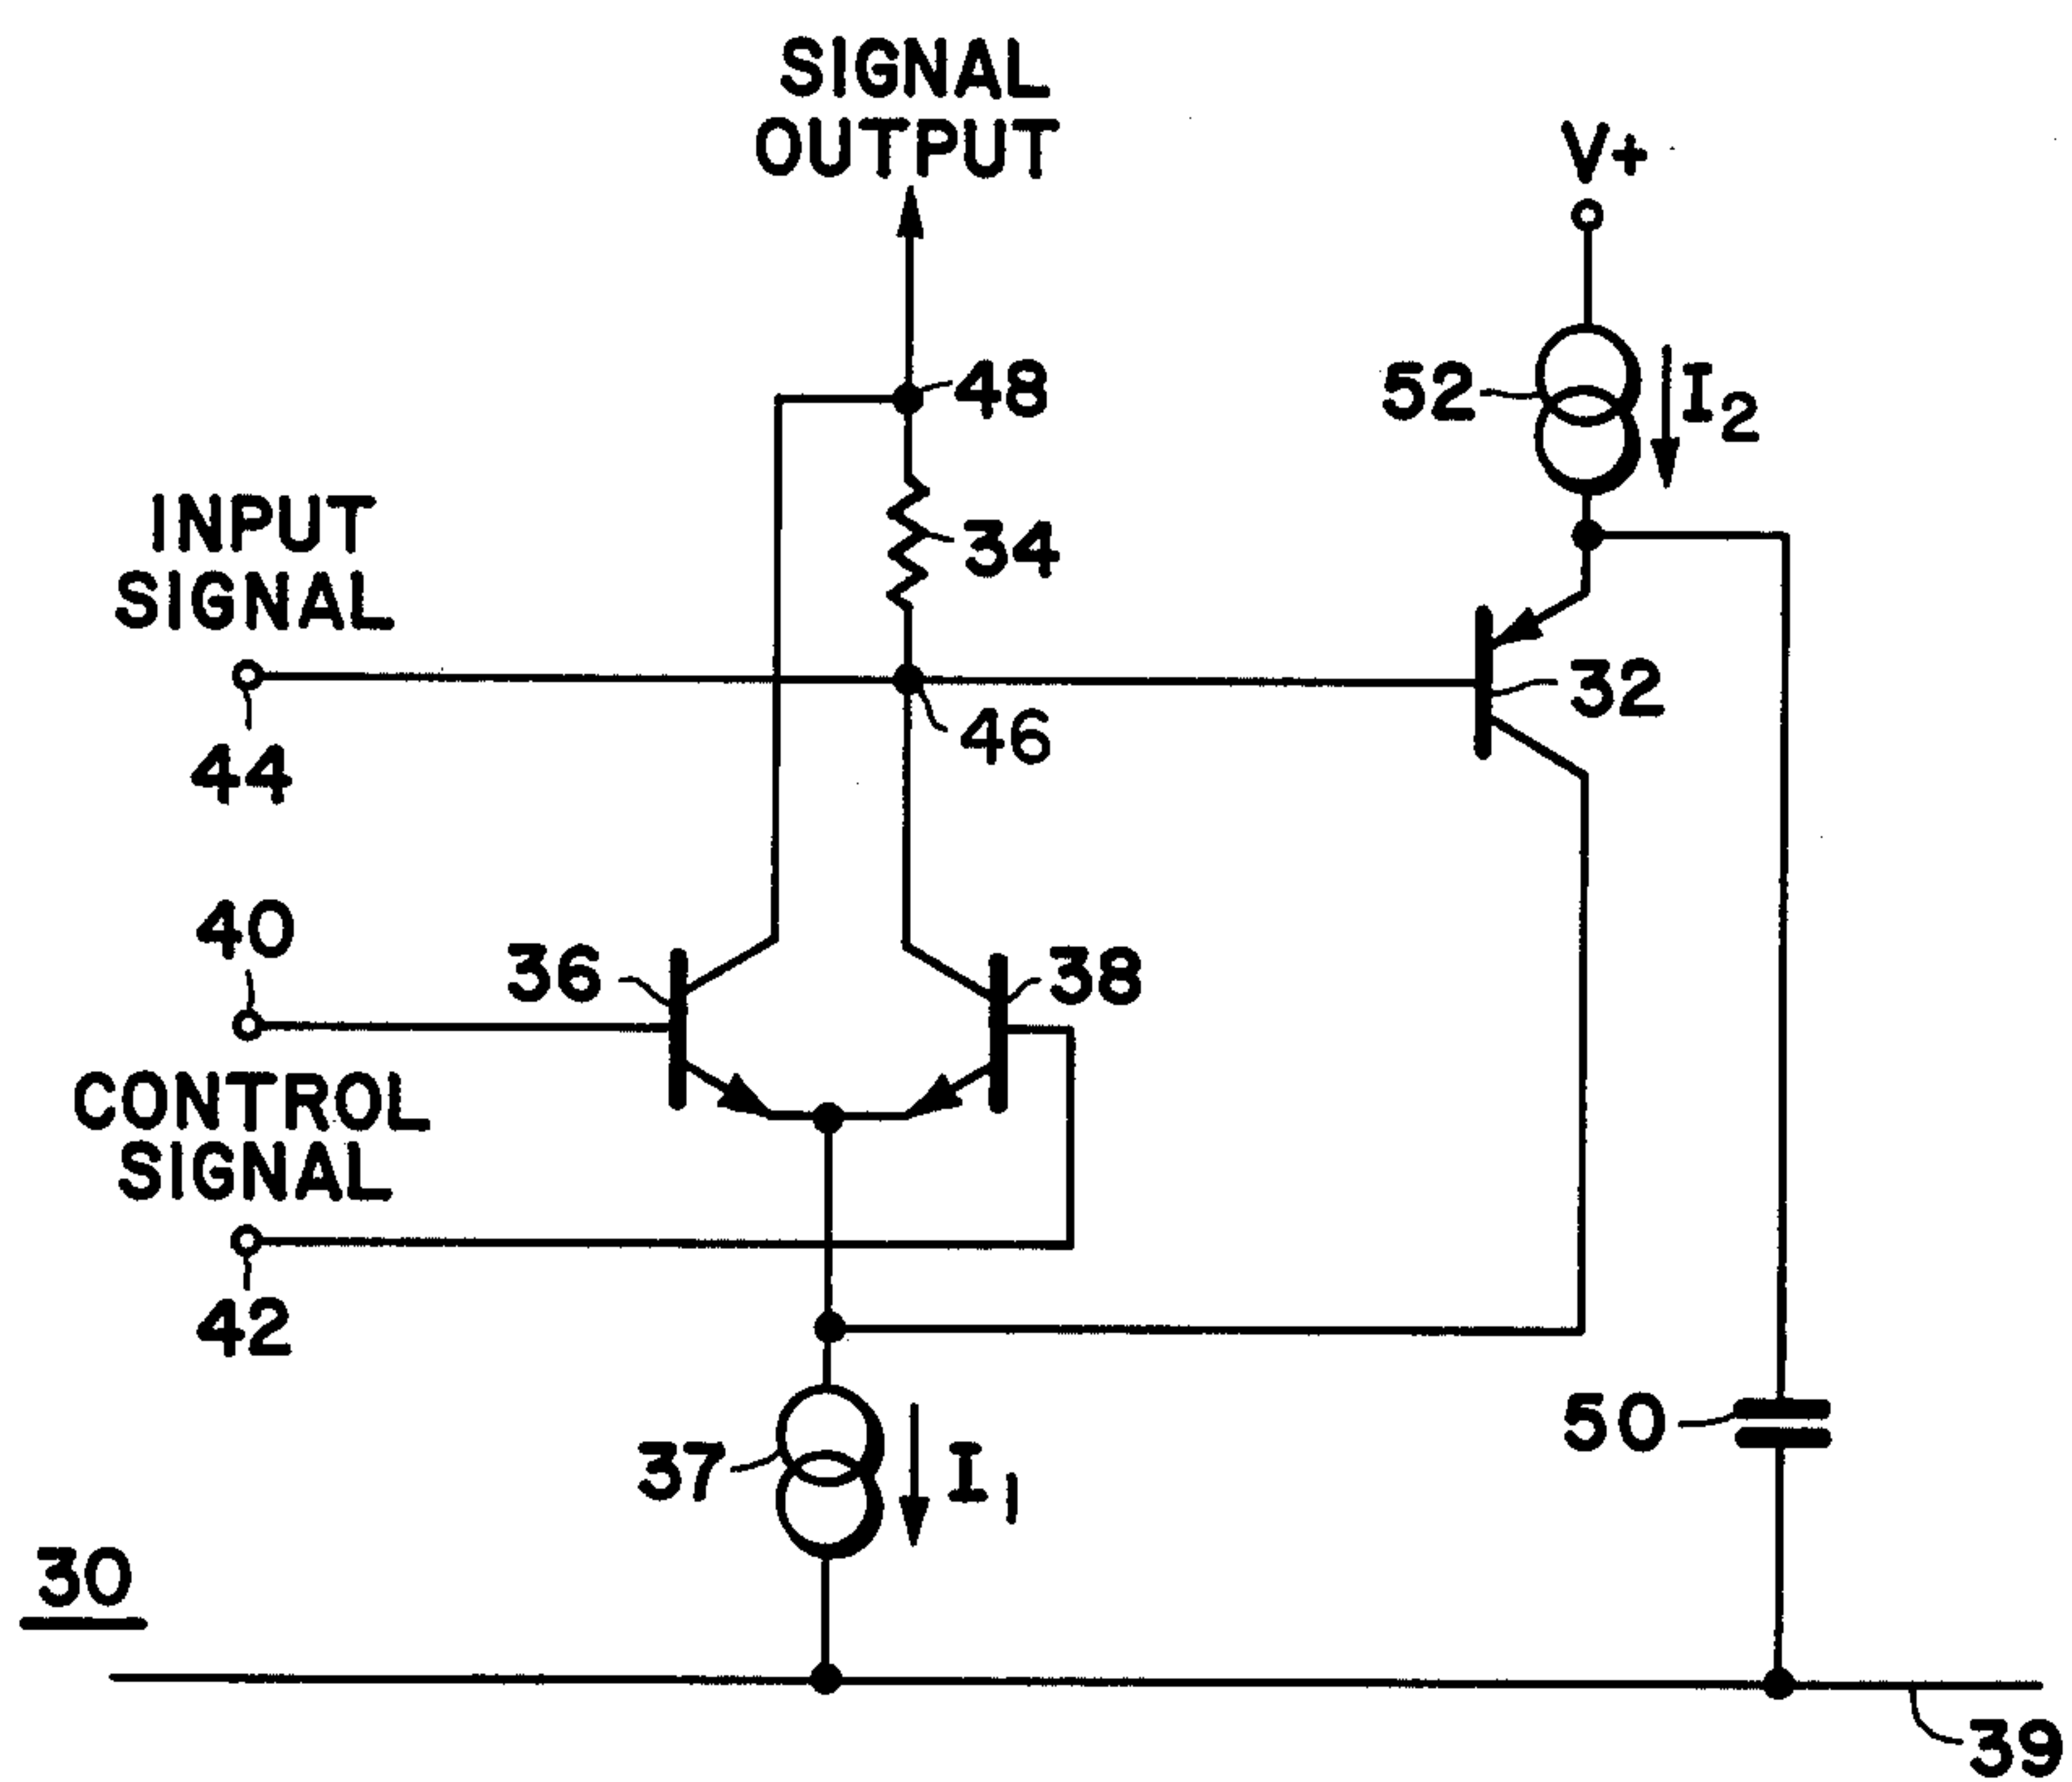 SIGNAL
OUTPUT
V+
48
52
I2
INPUT
SIGNAL
34
32
46
44
40
36
38
CONTROL
SIGNAL
42
50
37
I1
30
39